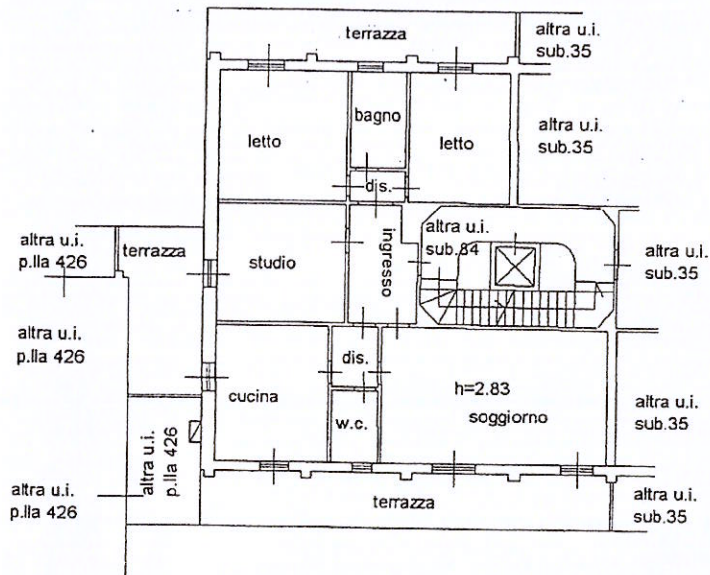 terrazza
altra u.i.
sub.35
letto
bagno
letto
altra u.i.
sub.35
dis.
altra u.i.
p.lla 426
terrazza
studio
ingresso
altra u.i.
sub.84
altra u.i.
sub.35
altra u.i.
p.lla 426
cucina
dis.
w.c.
h=2.83
soggiorno
altra u.i.
sub.35
altra u.i.
p.lla 426
altra u.i.
p.lla 426
terrazza
altra u.i.
sub.35